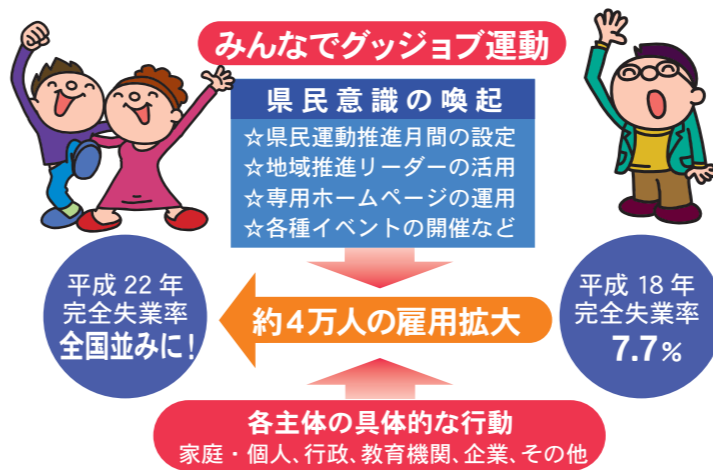 みんなでグッジョブ運動
県民意識の喚起
☆県民運動推進月間の設定
☆地域推進リーダーの活用
☆専用ホームページの運用
☆各種イベントの開催など
平成 22 年
完全失業率
全国並みに!
約4万人の雇用拡大
平成 18 年
完全失業率
7.7%
各主体の具体的な行動
家庭・個人、行政、教育機関、企業、その他